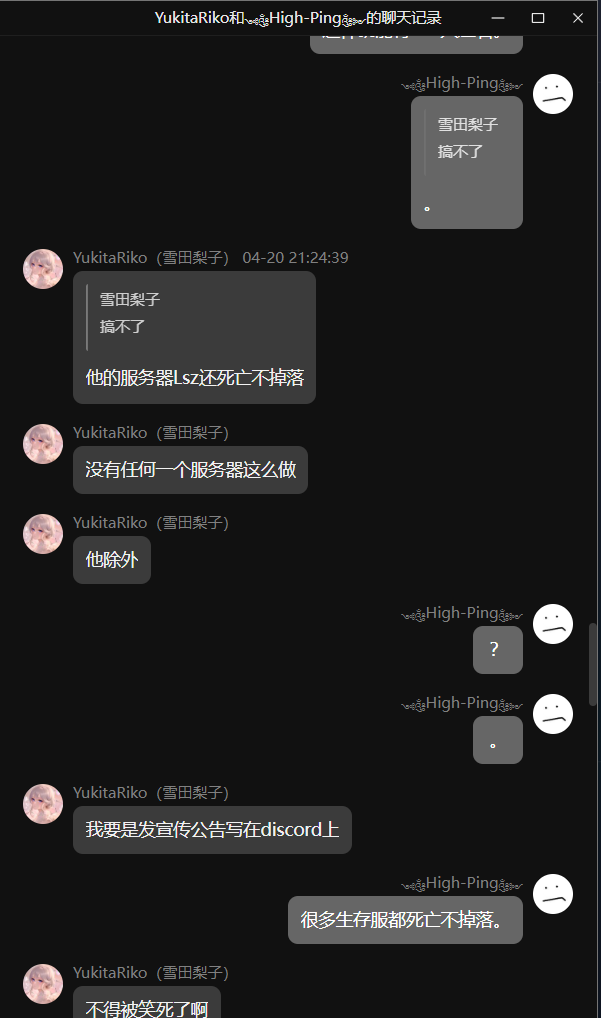 YukitaRiko和High-Ping的聊天记录
High-Ping
雪田梨子
搞不了
。
YukitaRiko（雪田梨子） 04-20 21:24:39
雪田梨子
搞不了
他的服务器Lsz还死亡不掉落
YukitaRiko（雪田梨子）
没有任何一个服务器这么做
YukitaRiko（雪田梨子）
他除外
High-Ping
？
High-Ping
。
YukitaRiko（雪田梨子）
我要是发宣传公告写在discord上
High-Ping
很多生存服都死亡不掉落。
YukitaRiko（雪田梨子）
不得被笑死了啊